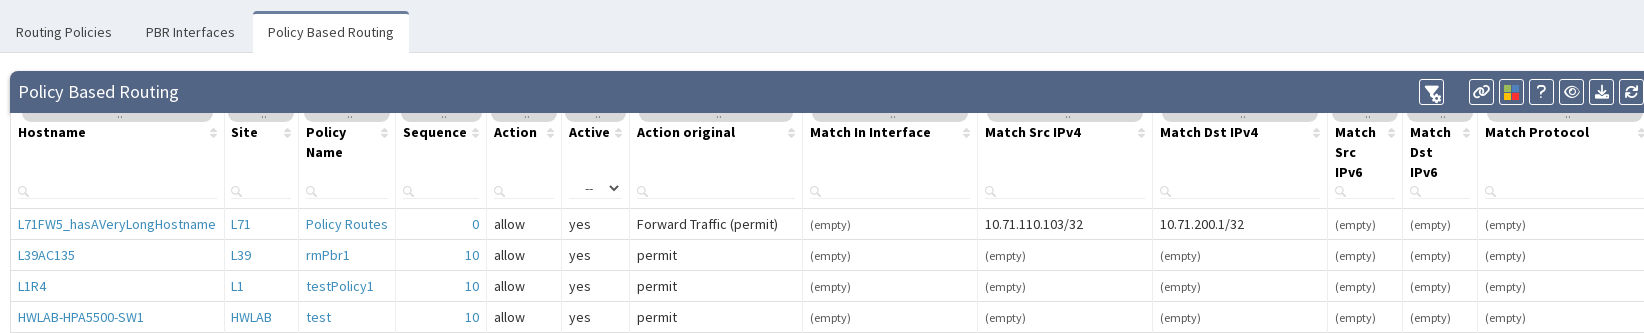 Routing Policies PBR Interfaces Policy Based Routing
Policy Based Routing ?
Hostname Site Policy Name Sequence Action Active Action original Match In Interface Match Src IPv4 Match Dst IPv4 Match Src IPv6 Match Dst IPv6 Match Protocol
--
L71FW5_hasAVeryLongHostname L71 Policy Routes 0 allow yes Forward Traffic (permit) (empty) 10.71.110.103/32 10.71.200.1/32 (empty) (empty) (empty)
L39AC135 L39 rmPbr1 10 allow yes permit (empty) (empty) (empty) (empty) (empty) (empty)
L1R4 L1 testPolicy1 10 allow yes permit (empty) (empty) (empty) (empty) (empty) (empty)
HWLAB-HPA5500-SW1 HWLAB test 10 allow yes permit (empty) (empty) (empty) (empty) (empty) (empty)